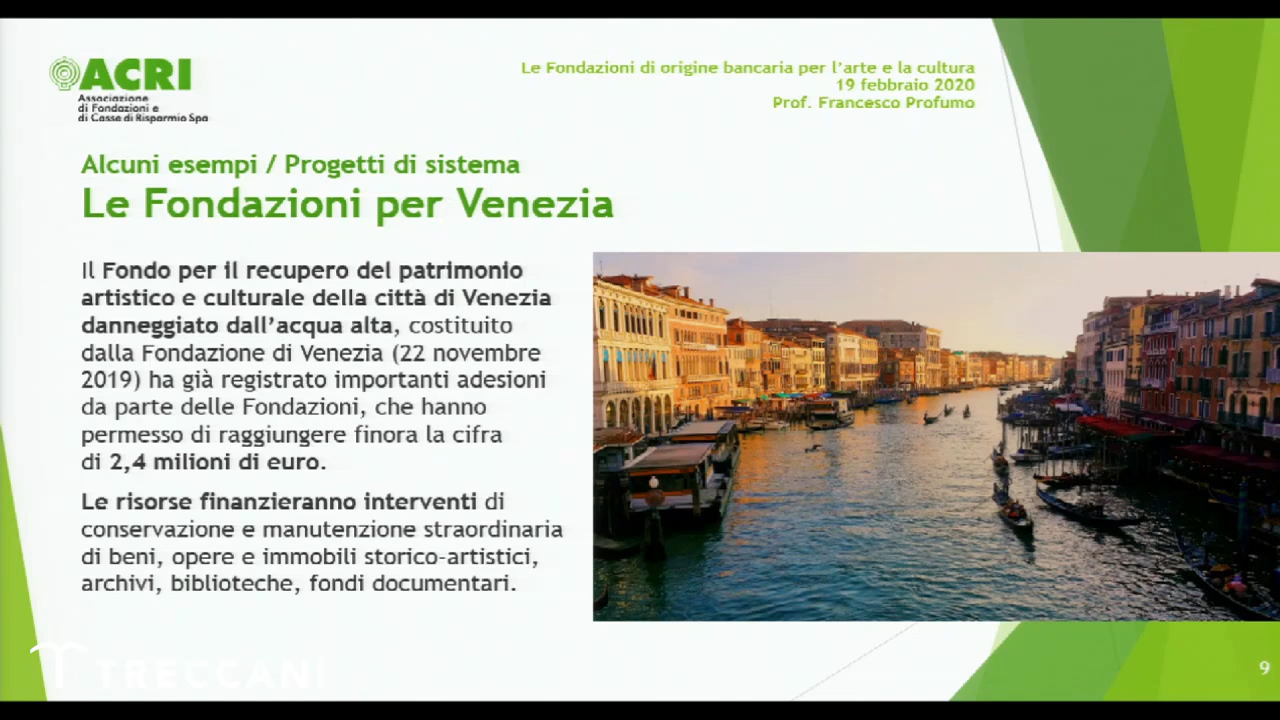 ACRI
Associazione
di Fondazioni e
di Casse di Risparmio Spa
Le Fondazioni di origine bancaria per l'arte e la cultura
19 febbraio 2020
Prof. Francesco Profumo
Alcuni esempi / Progetti di sistema
Le Fondazioni per Venezia
Il Fondo per il recupero del patrimonio
artistico e culturale della città di Venezia
danneggiato dall'acqua alta, costituito
dalla Fondazione di Venezia (22 novembre
2019) ha già registrato importanti adesioni
da parte delle Fondazioni, che hanno
permesso di raggiungere finora la cifra
di 2,4 milioni di euro.
Le risorse finanzieranno interventi di
conservazione e manutenzione straordinaria
di beni, opere e immobili storico-artistici,
archivi, biblioteche, fondi documentari.
TRECCANI
9